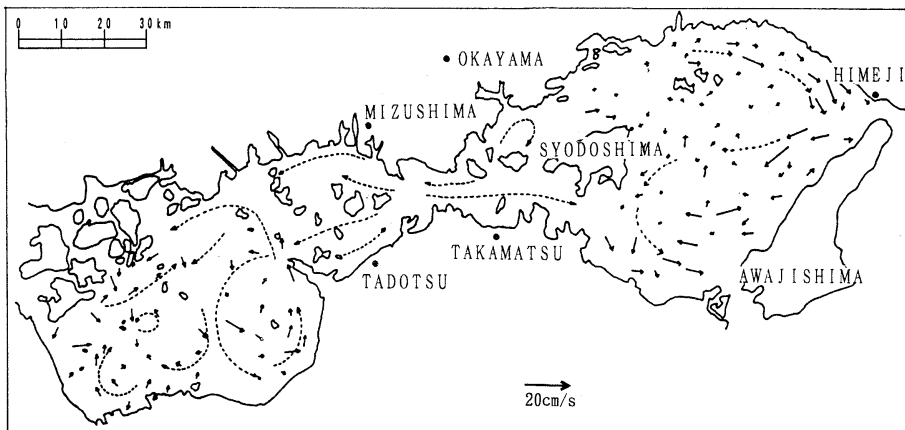 0 10 20 30km
OKAYAMA
HIMEJI
MIZUSHIMA
SYODOSHIMA
TAKAMATSU
TADOTSU
AWAJISHIMA
20cm/s